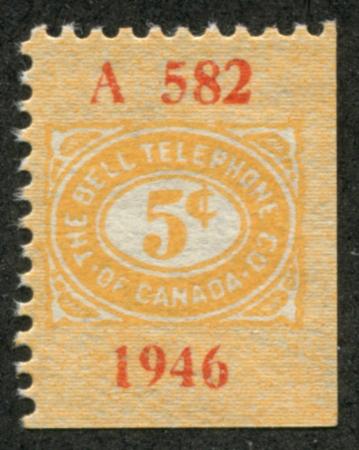 A 582
THE BELL TELEPHONE CO.
5¢
· OF CANADA ·
1946